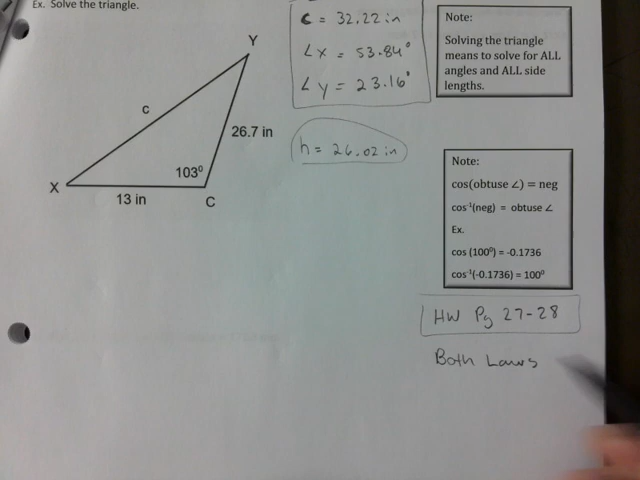 Ex. Solve the triangle.
c = 32.22 in
∠x = 53.84°
∠y = 23.16°
h = 26.02 in
Note:
Solving the triangle
means to solve for ALL
angles and ALL side
lengths.
Y
c
26.7 in
103⁰
X
13 in
C
Note:
cos(obtuse ∠) = neg
cos⁻¹(neg) = obtuse ∠
Ex.
cos (100⁰) = -0.1736
cos⁻¹(-0.1736) = 100⁰
HW Pg 27-28
Both Laws